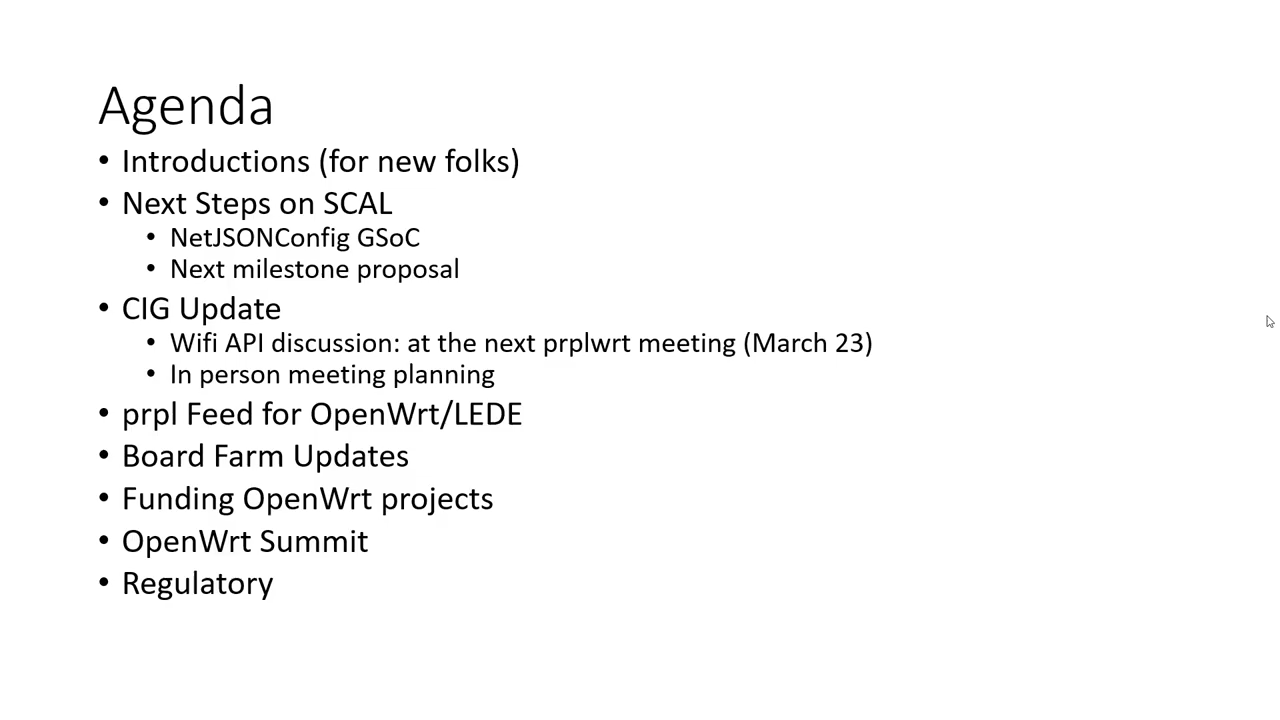 Agenda
• Introductions (for new folks)
• Next Steps on SCAL
• NetJSONConfig GSoC
• Next milestone proposal
• CIG Update
• Wifi API discussion: at the next prplwrt meeting (March 23)
• In person meeting planning
• prpl Feed for OpenWrt/LEDE
• Board Farm Updates
• Funding OpenWrt projects
• OpenWrt Summit
• Regulatory